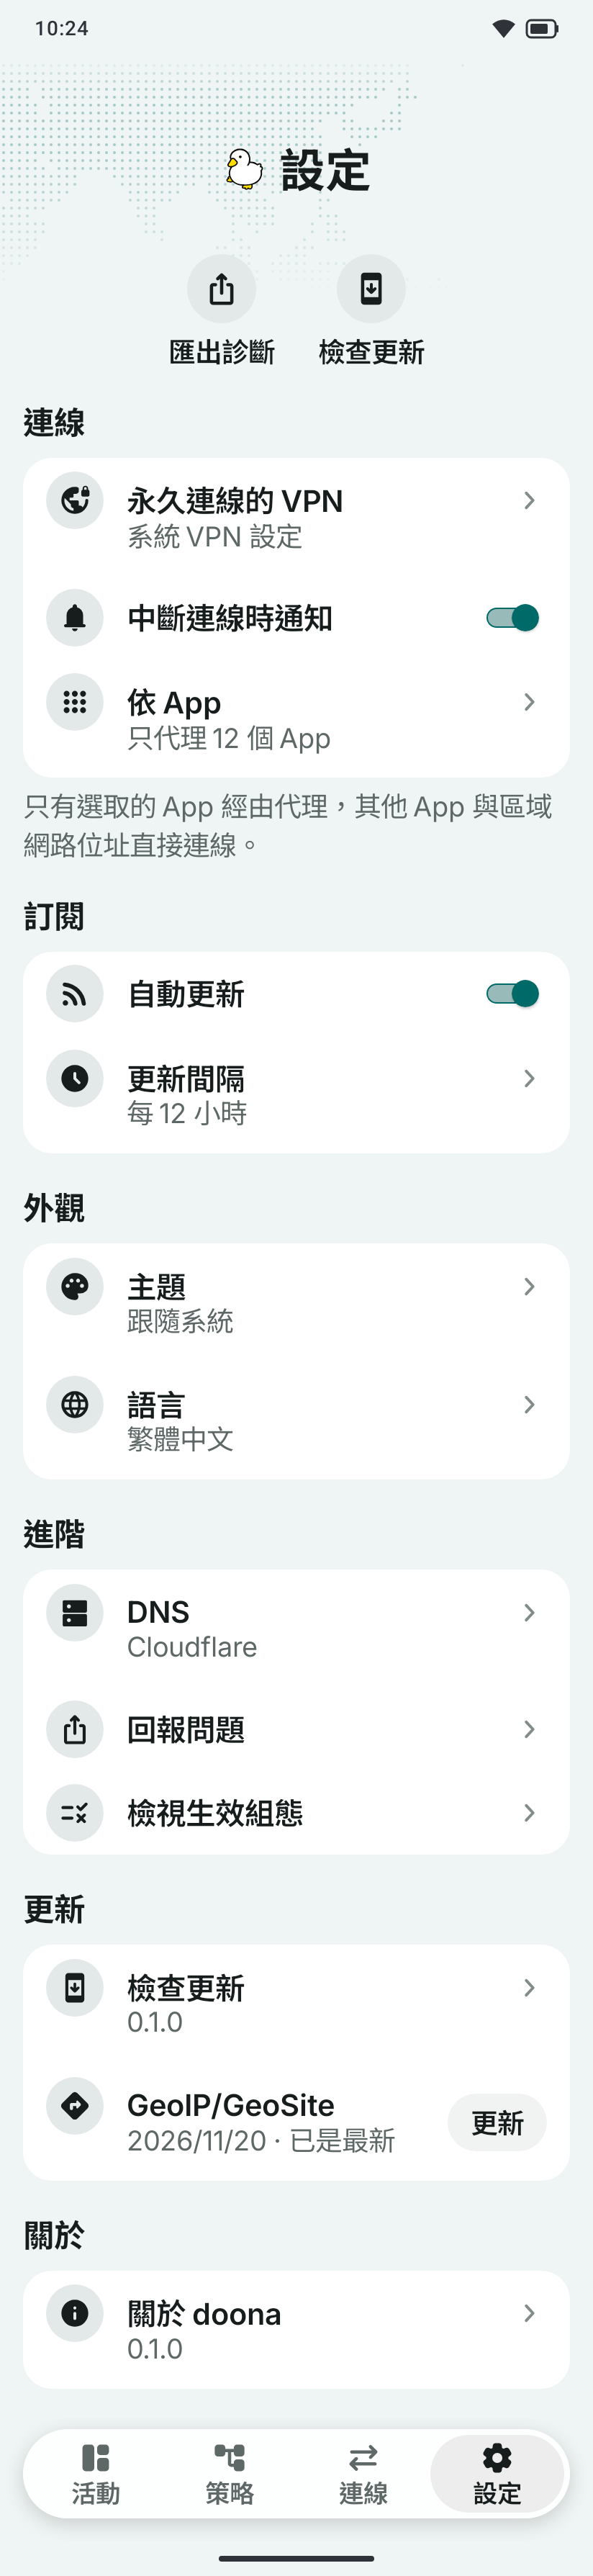 10:24
設定
匯出診斷
檢查更新
連線
永久連線的 VPN
系統 VPN 設定
中斷連線時通知
依 App
只代理 12 個 App
只有選取的 App 經由代理，其他 App 與區域
網路位址直接連線。
訂閱
自動更新
更新間隔
每 12 小時
外觀
主題
跟隨系統
語言
繁體中文
進階
DNS
Cloudflare
回報問題
檢視生效組態
更新
檢查更新
0.1.0
GeoIP/GeoSite
2026/11/20 · 已是最新
更新
關於
關於 doona
0.1.0
活動
策略
連線
設定